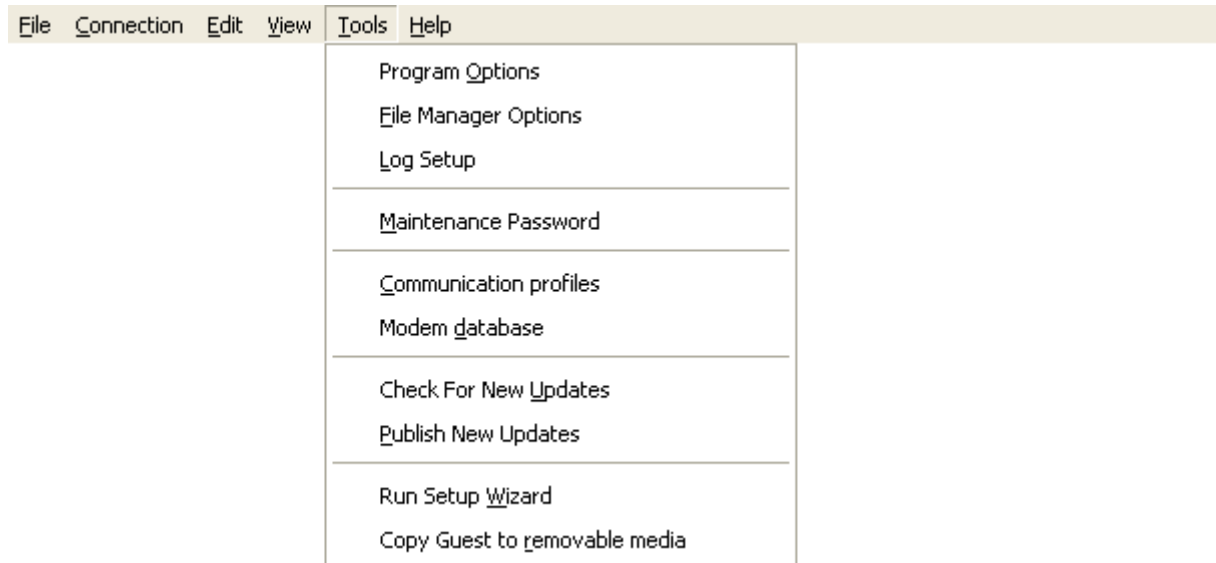 File Connection Edit View Tools Help
Program Options
File Manager Options
Log Setup
Maintenance Password
Communication profiles
Modem database
Check For New Updates
Publish New Updates
Run Setup Wizard
Copy Guest to removable media